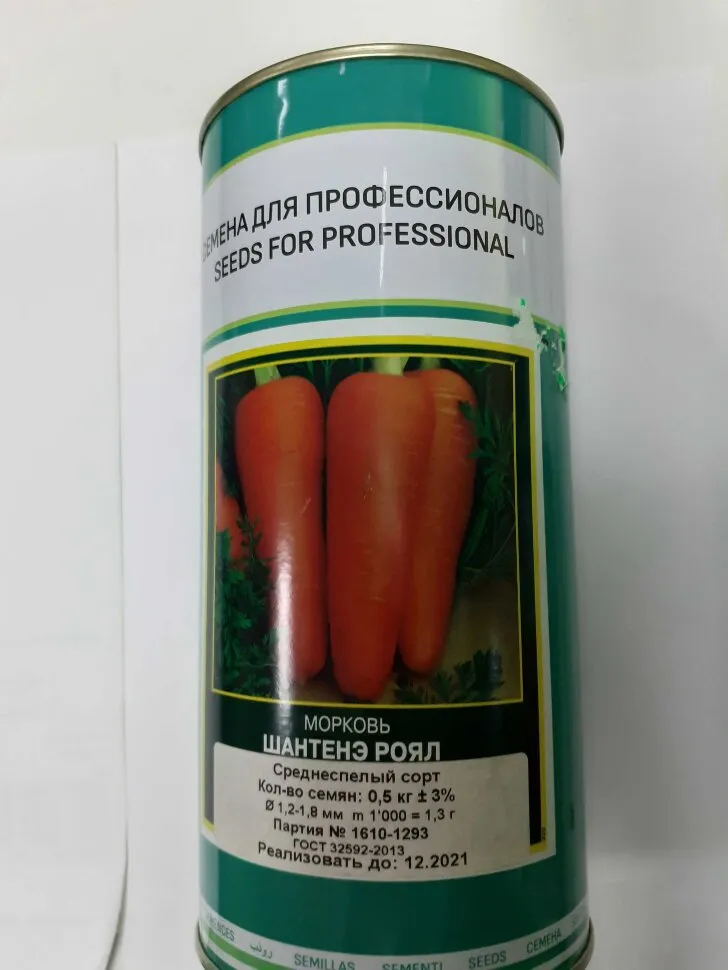 СЕМЕНА ДЛЯ ПРОФЕССИОНАЛОВ
SEEDS FOR PROFESSIONAL
МОРКОВЬ
ШАНТЕНЭ РОЯЛ
Среднеспелый сорт
Кол-во семян: 0,5 кг ± 3%
Ø 1,2-1,8 мм m 1'000 = 1,3 г
Партия № 1610-1293
ГОСТ 32592-2013
Реализовать до: 12.2021
SEMILLAS SEMENTI SEEDS СЕМЕНА